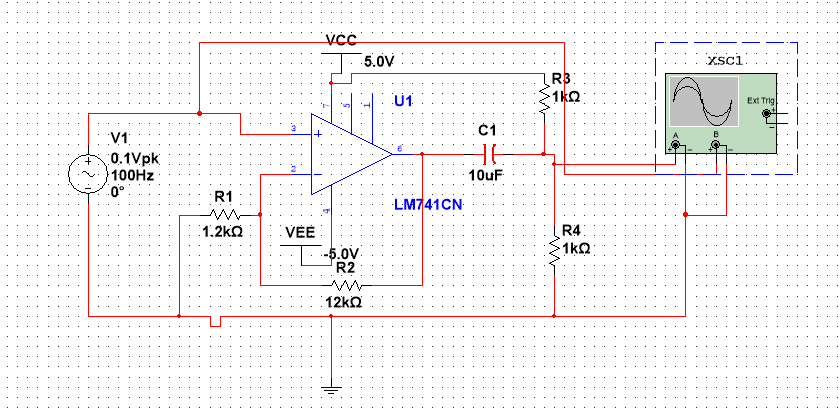 VCC
5.0V
XSC1
Ext Trig
+
−
A
B
+ − + −
R3
1kΩ
U1
7 5 1
V1
0.1Vpk
100Hz
0°
+
−
3
+
2
−
6
4
C1
10uF
LM741CN
R1
1.2kΩ
VEE
-5.0V
R2
12kΩ
R4
1kΩ